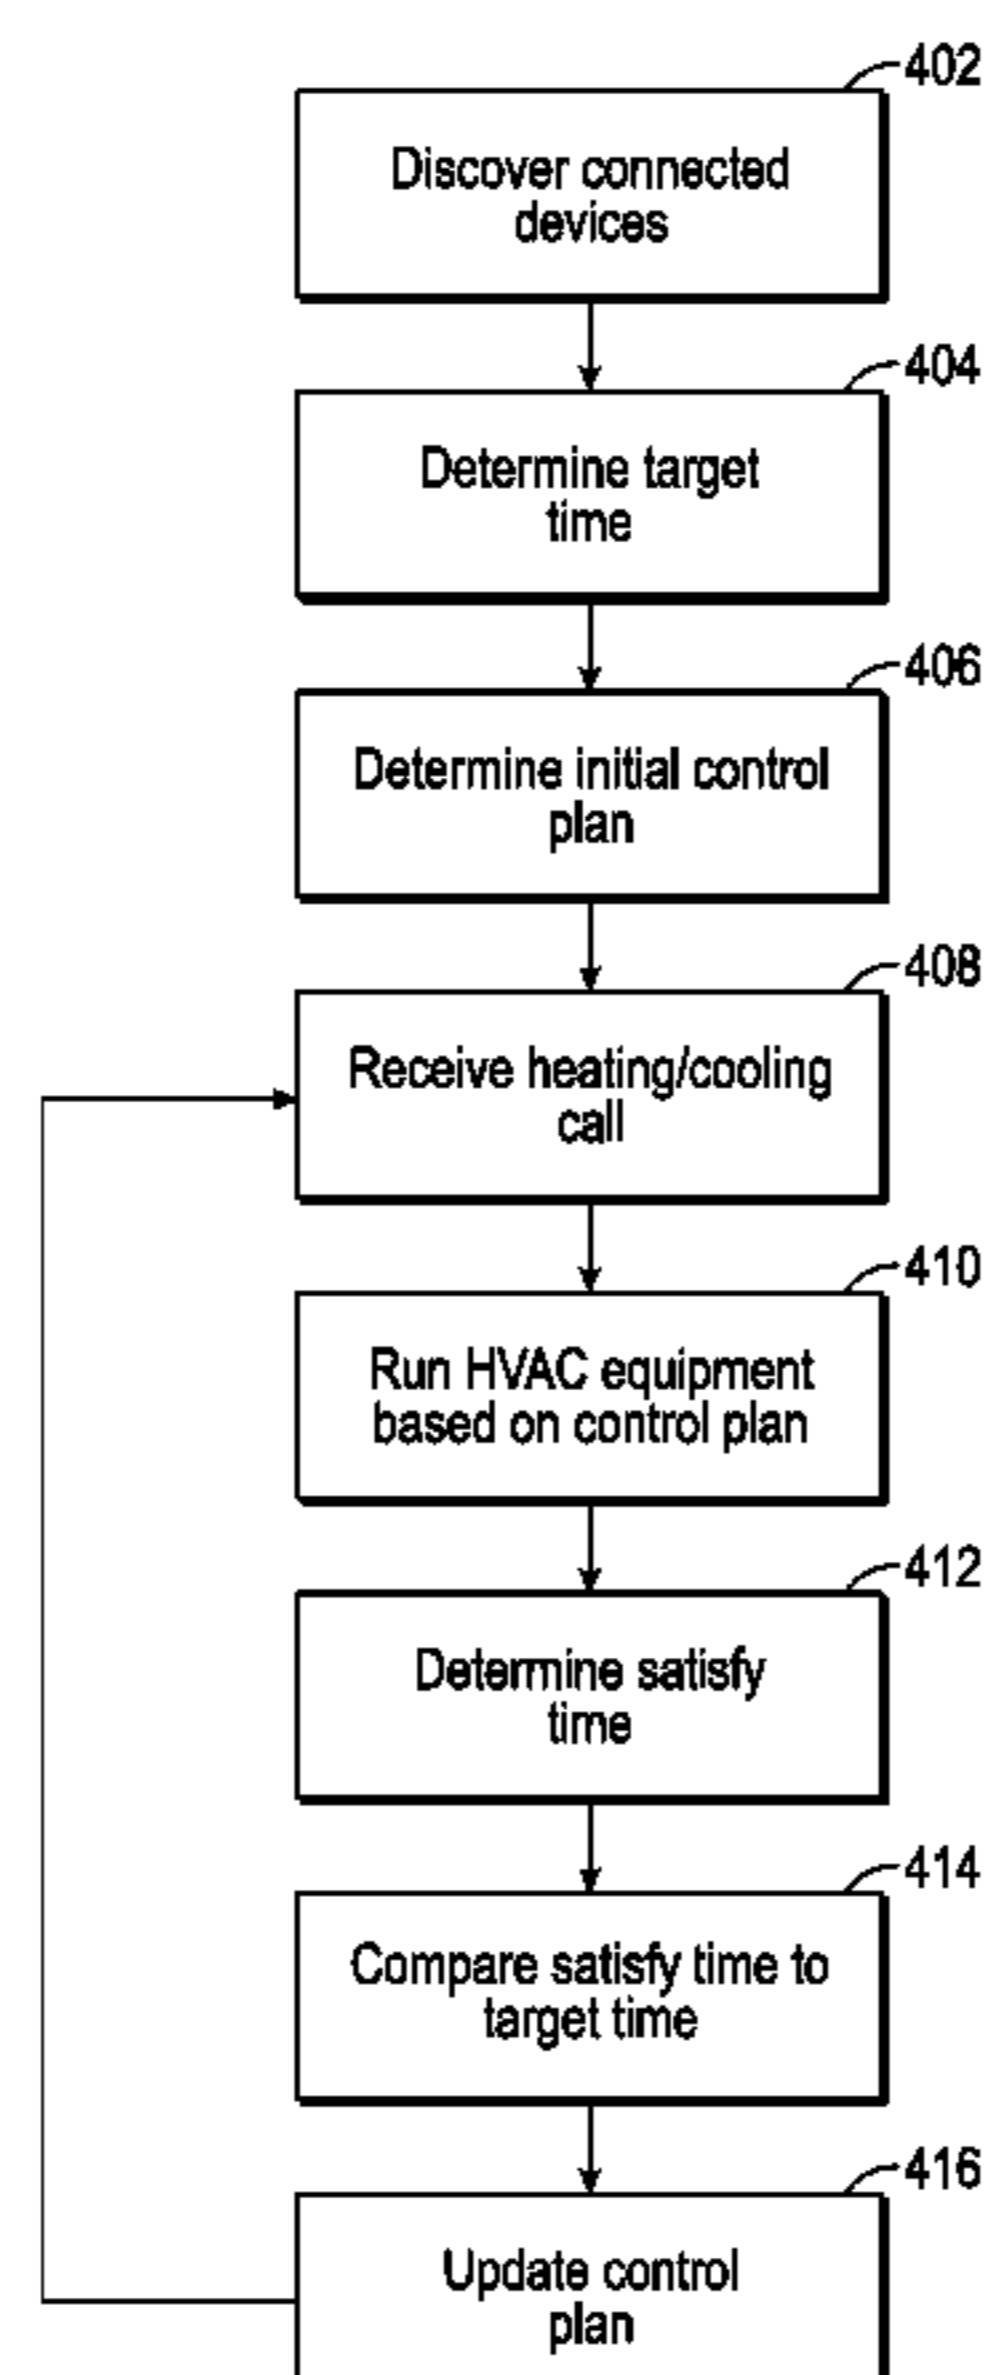 402
Discover connected
devices
404
Determine target
time
406
Determine initial control
plan
408
Receive heating/cooling
call
410
Run HVAC equipment
based on control plan
412
Determine satisfy
time
414
Compare satisfy time to
target time
416
Update control
plan